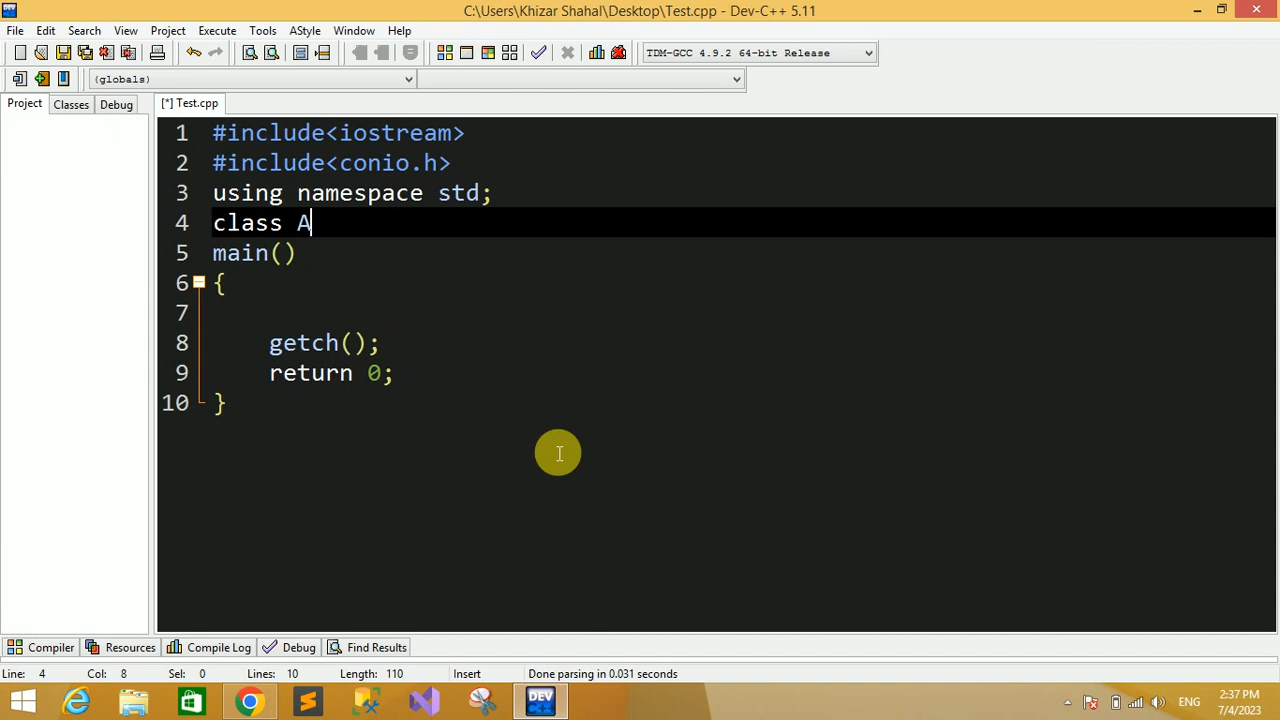 C:\Users\Khizar Shahal\Desktop\Test.cpp - Dev-C++ 5.11
File Edit Search View Project Execute Tools AStyle Window Help
TDM-GCC 4.9.2 64-bit Release
(globals)
Project Classes Debug [*] Test.cpp
1 #include<iostream>
2 #include<conio.h>
3 using namespace std;
4 class A
5 main()
6 {
7
8 getch();
9 return 0;
10 }
Compiler Resources Compile Log Debug Find Results
Line: 4 Col: 8 Sel: 0 Lines: 10 Length: 110 Insert Done parsing in 0.031 seconds
DEV C++ ENG 2:37 PM
7/4/2023